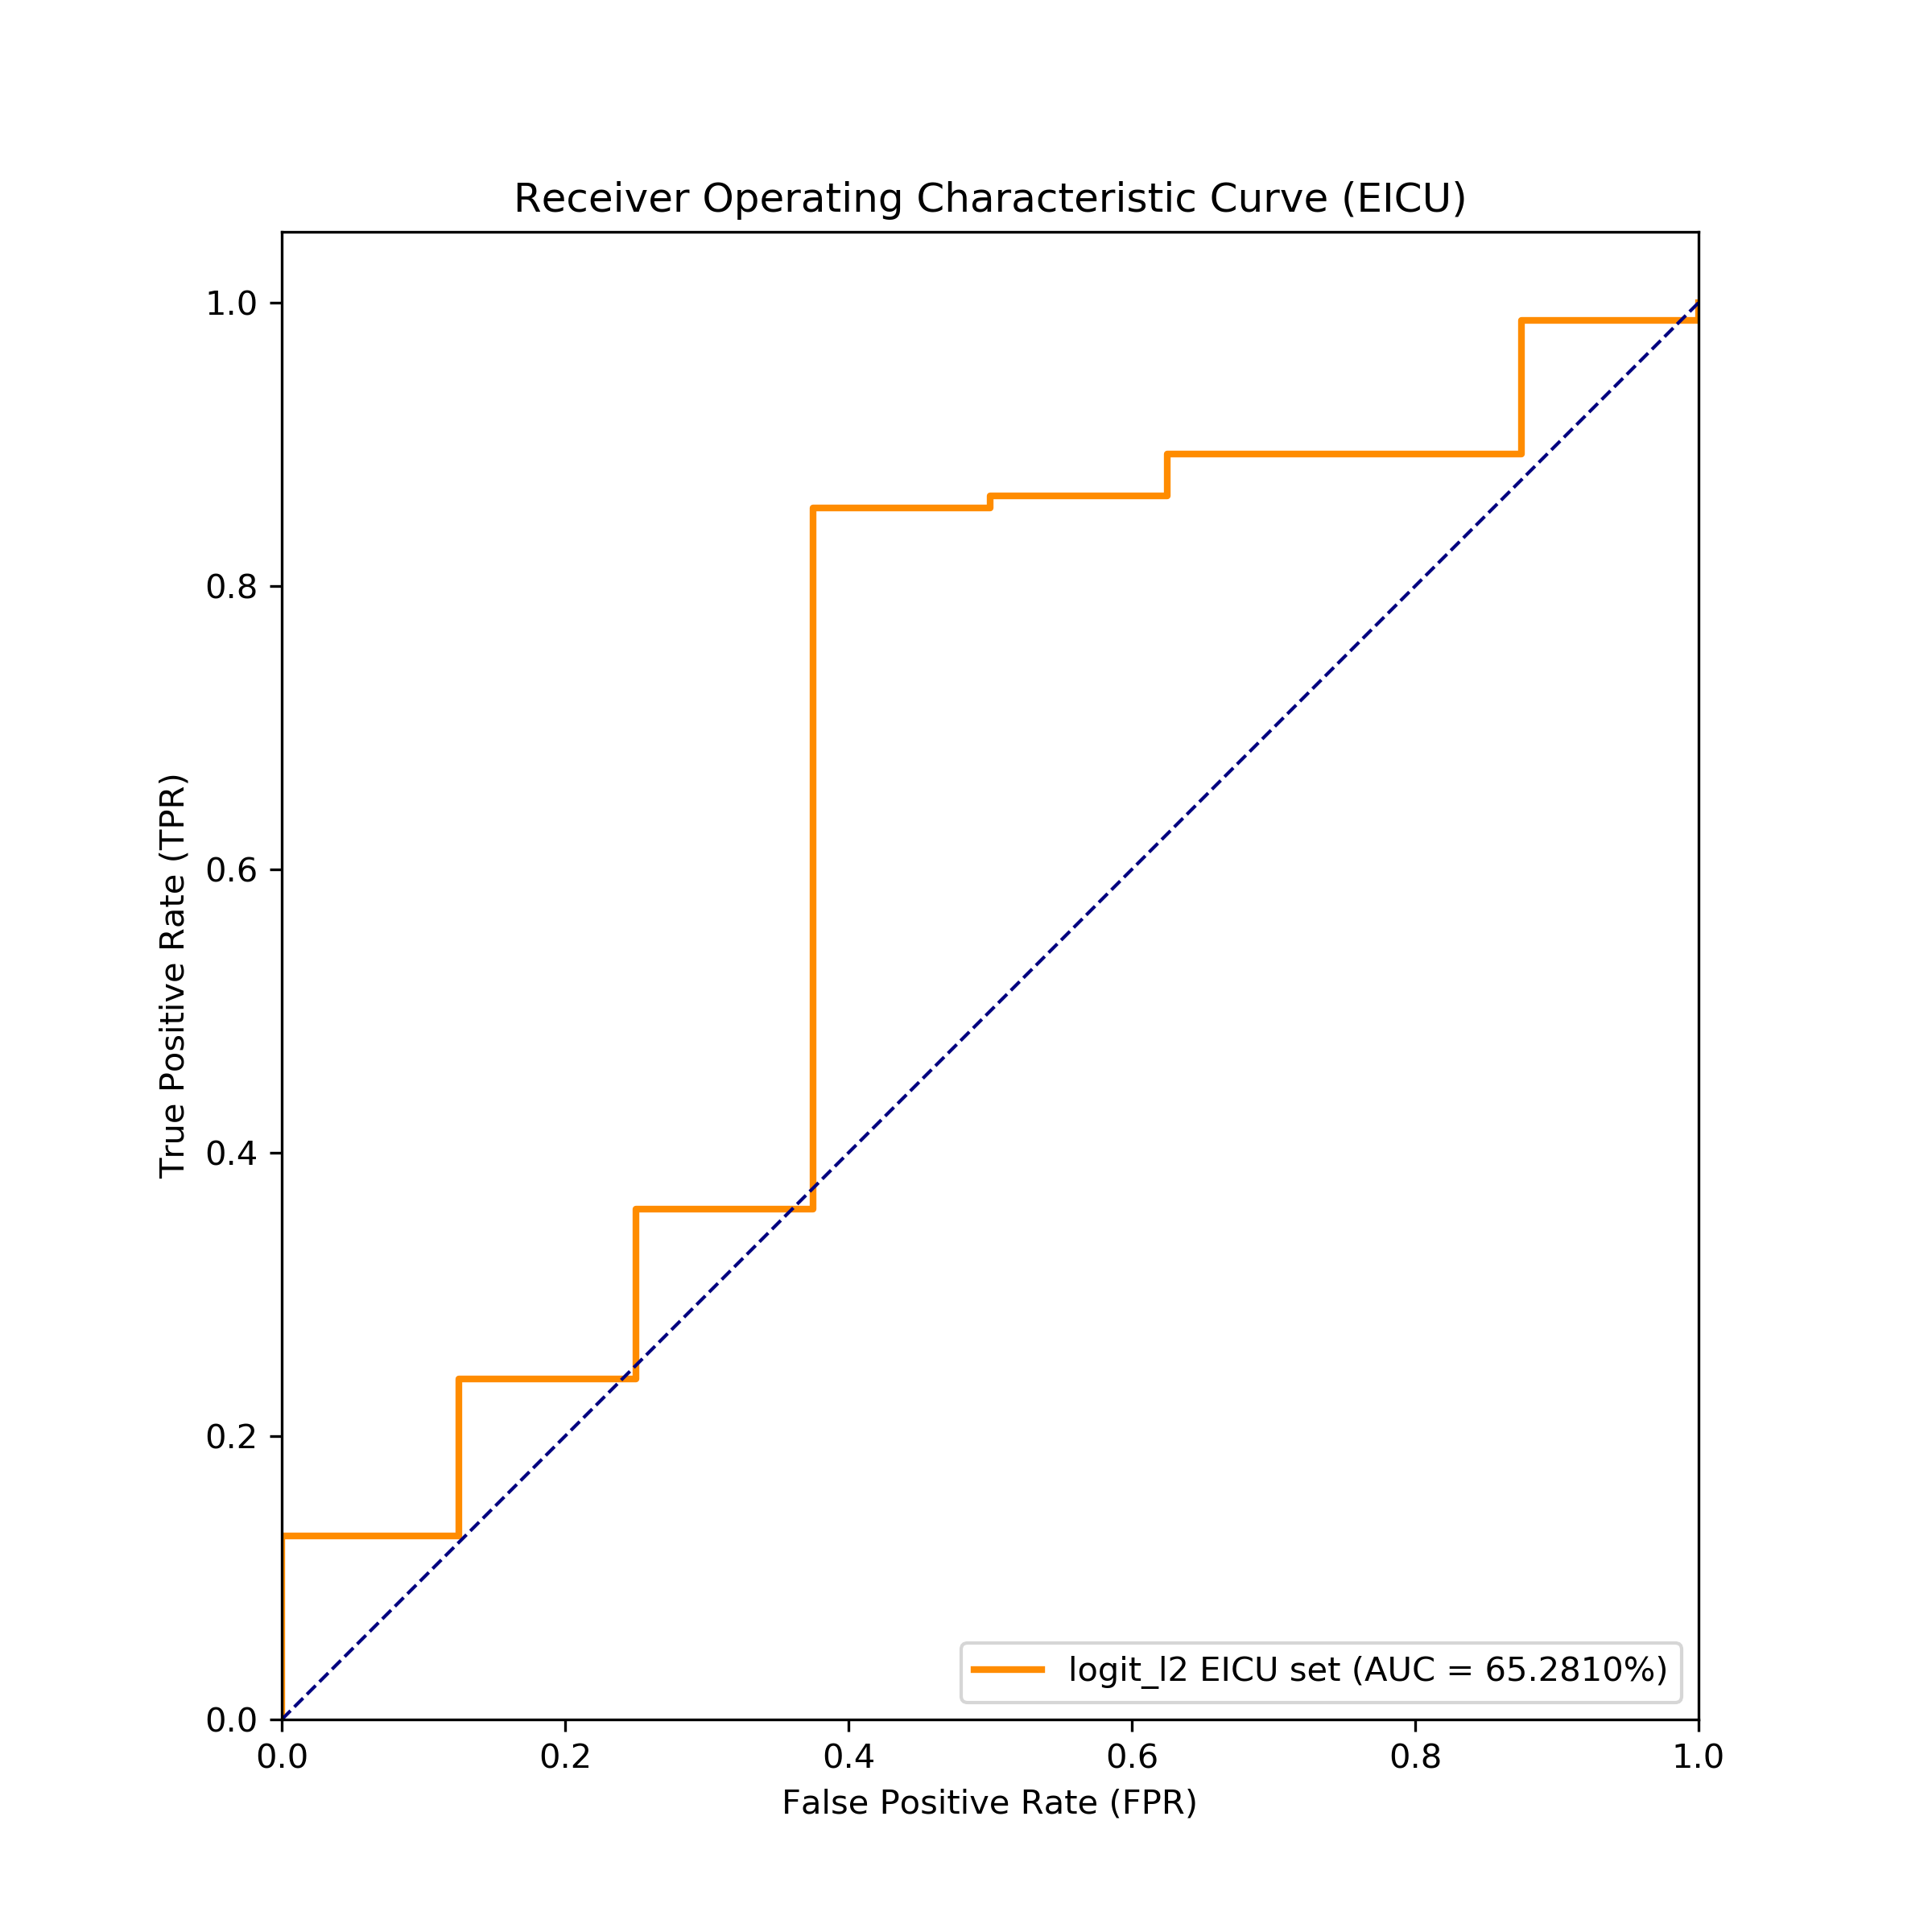 Receiver Operating Characteristic Curve (EICU)
1.0
0.8
0.6
0.4
0.2
0.0
True Positive Rate (TPR)
logit_l2 EICU set (AUC = 65.2810%)
0.0 0.2 0.4 0.6 0.8 1.0
False Positive Rate (FPR)